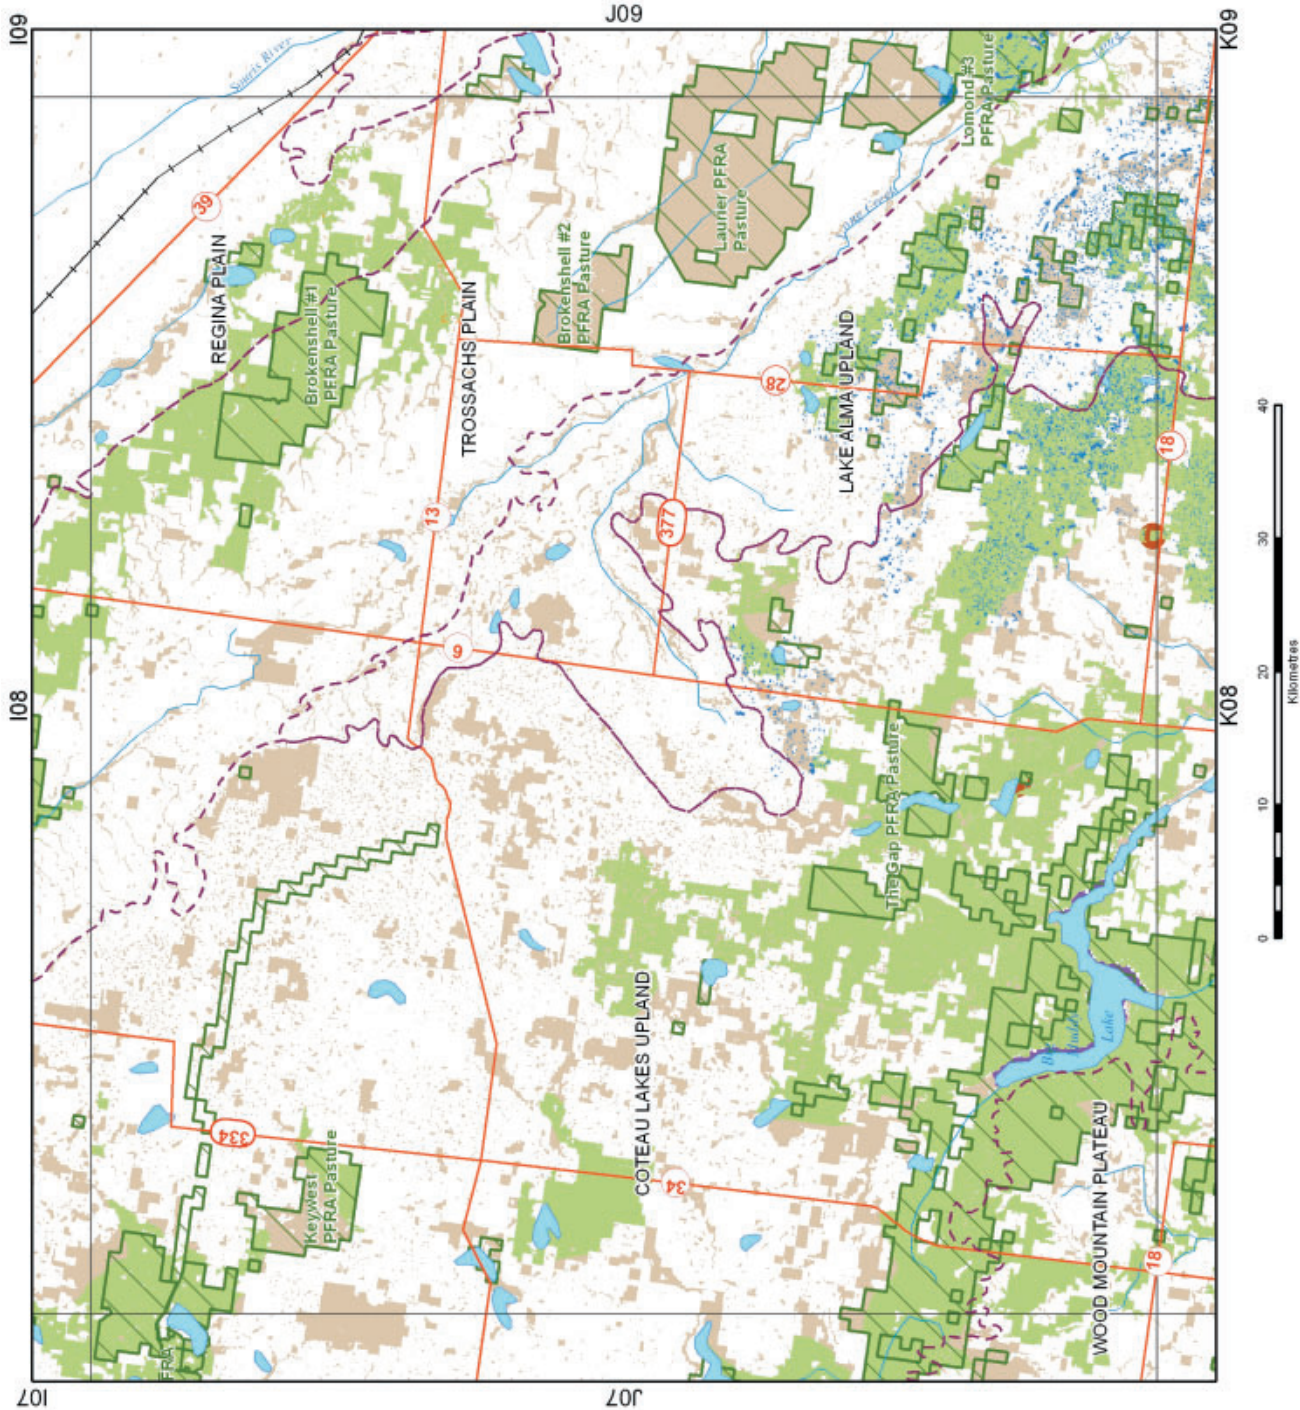 I09
J09
K09
Souris River
39
REGINA PLAIN
Brokenshell #1
PFRA Pasture
TROSSACHS PLAIN
13
Brokenshell #2
PFRA Pasture
Laurier PFRA
Pasture
Lomond #3
PFRA Pasture
Creek
28
LAKE ALMA UPLAND
377
18
6
I08
K08
The Gap PFRA Pasture
COTEAU LAKES UPLAND
334
Keywest
PFRA Pasture
34
Lake
WOOD MOUNTAIN PLATEAU
18
PFRA
I07
J07
0
10
20
30
40
Kilometres